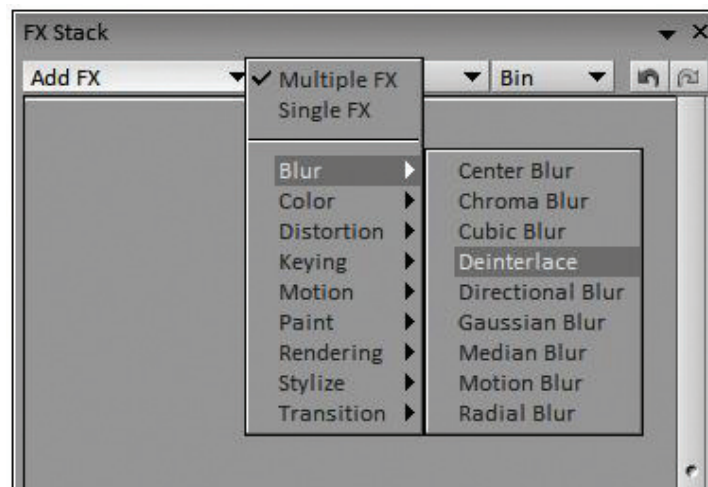 FX Stack
Add FX
Bin
Multiple FX
Single FX
Blur
Color
Distortion
Keying
Motion
Paint
Rendering
Stylize
Transition
Center Blur
Chroma Blur
Cubic Blur
Deinterlace
Directional Blur
Gaussian Blur
Median Blur
Motion Blur
Radial Blur